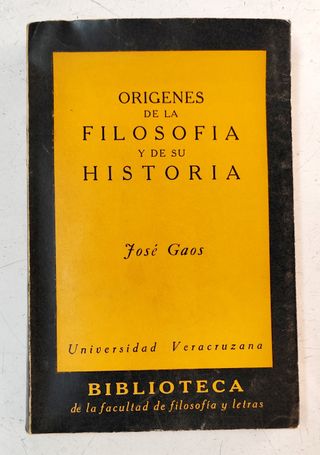 ORIGENES
DE LA
FILOSOFIA
Y DE SU
HISTORIA
José Gaos
Universidad Veracruzana
BIBLIOTECA
de la facultad de filosofía y letras